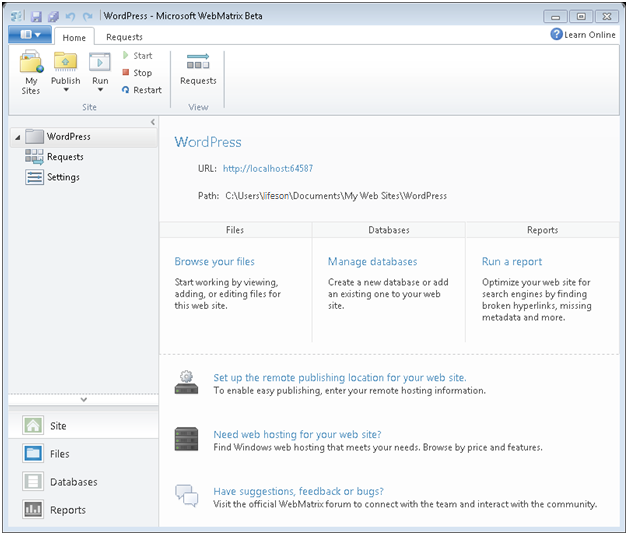 WordPress - Microsoft WebMatrix Beta
Home Requests Learn Online
My Sites
Publish
Run
Start
Stop
Restart
Requests
Site View
WordPress
Requests
Settings
WordPress
URL: http://localhost:64587
Path: C:\Users\lifeson\Documents\My Web Sites\WordPress
Files Databases Reports
Browse your files
Start working by viewing,
adding, or editing files for
this web site.
Manage databases
Create a new database or add
an existing one to your web
site.
Run a report
Optimize your web site for
search engines by finding
broken hyperlinks, missing
metadata and more.
Set up the remote publishing location for your web site.
To enable easy publishing, enter your remote hosting information.
Need web hosting for your web site?
Find Windows web hosting that meets your needs. Browse by price and features.
Have suggestions, feedback or bugs?
Visit the official WebMatrix forum to connect with the team and interact with the community.
Site
Files
Databases
Reports